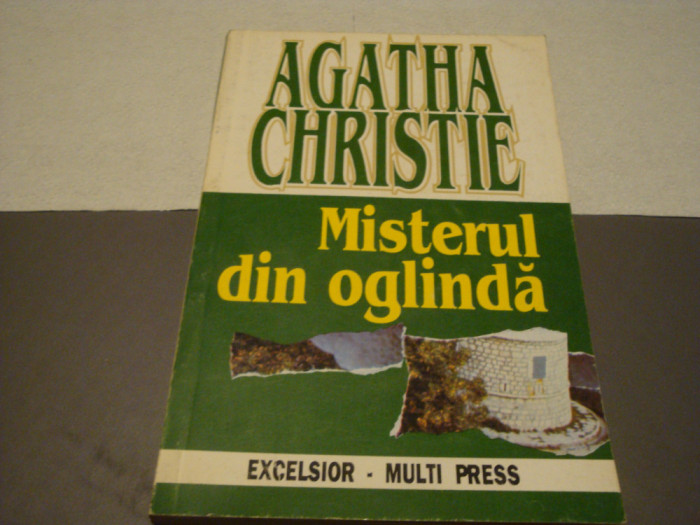 AGATHA
CHRISTIE
Misterul
din oglindă
EXCELSIOR - MULTI PRESS